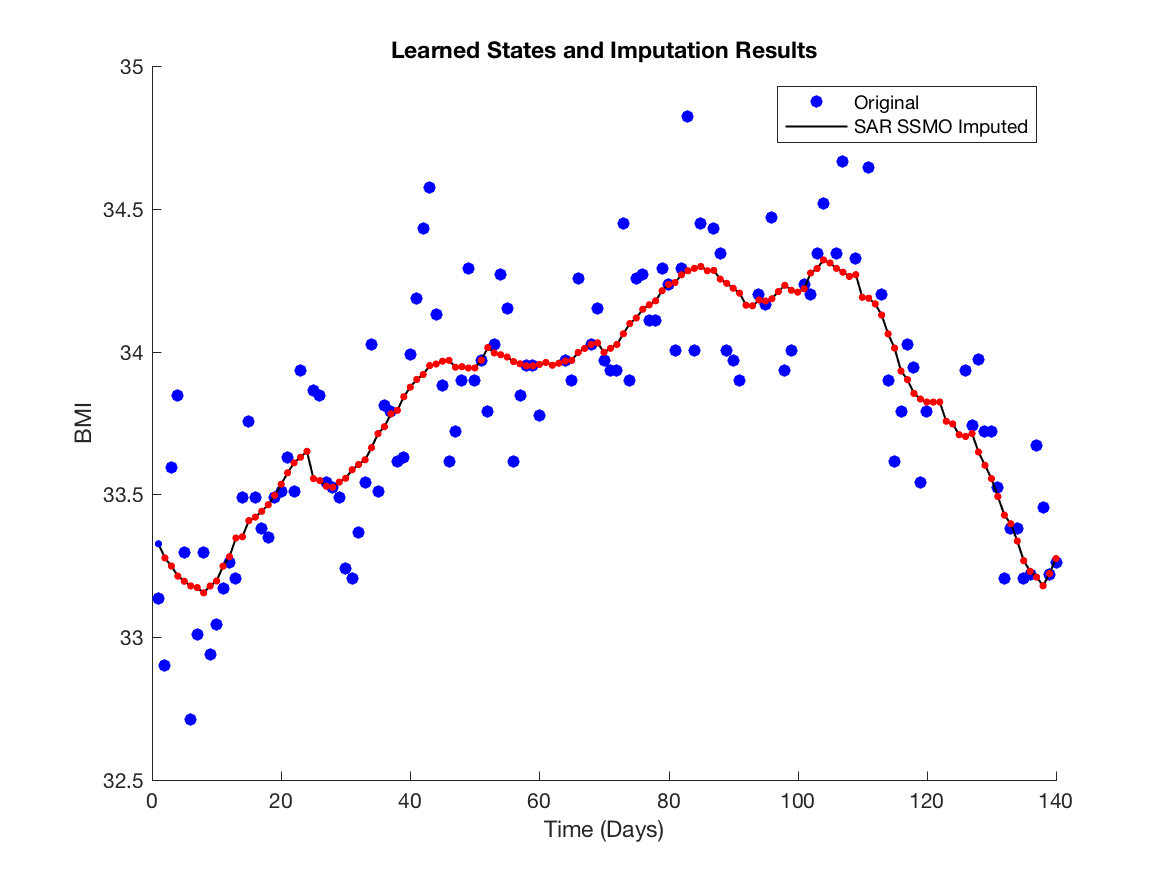 Learned States and Imputation Results
35
Original
SAR SSMO Imputed
34.5
34
BMI
33.5
33
32.5
0 20 40 60 80 100 120 140
Time (Days)